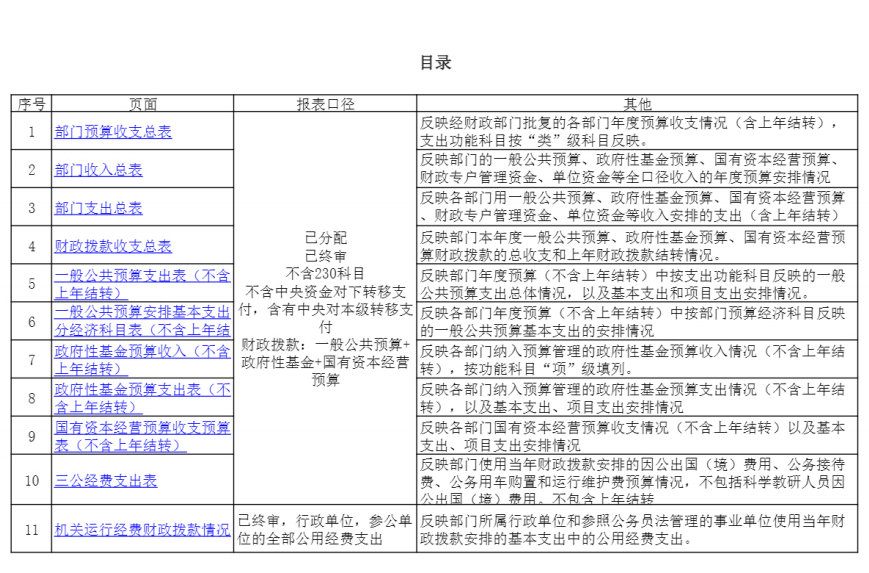 目录
序号 页面 报表口径 其他
1 部门预算收支总表 反映经财政部门批复的各部门年度预算收支情况（含上年结转），
支出功能科目按“类”级科目反映。
2 部门收入总表 反映部门的一般公共预算、政府性基金预算、国有资本经营预算、
财政专户管理资金、单位资金等全口径收入的年度预算安排情况
3 部门支出总表 反映各部门用一般公共预算、政府性基金预算、国有资本经营预算
、财政专户管理资金、单位资金等收入安排的支出（含上年结转）
4 财政拨款收支总表 反映部门本年度一般公共预算、政府性基金预算、国有资本经营预
算财政拨款的总收支和上年财政拨款结转情况。
已分配
已终审
不含230科目
不含中央资金对下转移支
付，含有中央对本级转移支
付
财政拨款：一般公共预算+
政府性基金+国有资本经营
预算
5 一般公共预算支出表（不含
上年结转）
反映部门年度预算（不含上年结转）中按支出功能科目反映的一般
公共预算支出总体情况，以及基本支出和项目支出安排情况。
6 一般公共预算安排基本支出
分经济科目表（不含上年结
反映各部门年度预算（不含上年结转）中按部门预算经济科目反映
的一般公共预算基本支出的安排情况
7 政府性基金预算收入（不含
上年结转）
反映各部门纳入预算管理的政府性基金预算收入情况（不含上年结
转），按功能科目“项”级填列。
8 政府性基金预算支出表（不
含上年结转）
反映各部门纳入预算管理的政府性基金预算支出情况（不含上年结
转），以及基本支出、项目支出安排情况
9 国有资本经营预算收支预算
表（不含上年结转）
反映各部门国有资本经营预算收支情况（不含上年结转）以及基本
支出、项目支出安排情况
10 三公经费支出表 反映部门使用当年财政拨款安排的因公出国（境）费用、公务接待
费、公务用车购置和运行维护费预算情况，不包括科学教研人员因
公出国（境）费用。不包含上年结转
11 机关运行经费财政拨款情况 已终审，行政单位，参公单
位的全部公用经费支出
反映部门所属行政单位和参照公务员法管理的事业单位使用当年财
政拨款安排的基本支出中的公用经费支出。